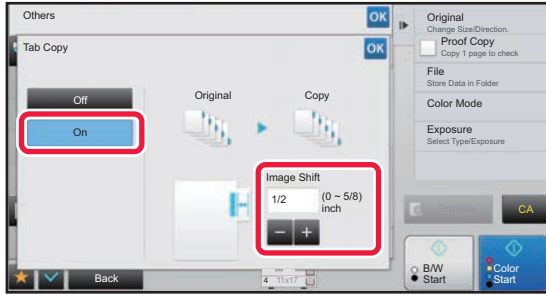 Others
OK
Tab Copy
OK
Off
On
Original
Copy
Image Shift
1/2
(0 ~ 5/8)
inch
− +
Back
4 11x17
Original
Change Size/Direction.
Proof Copy
Copy 1 page to check
File
Store Data in Folder
Color Mode
Exposure
Select Type/Exposure
Preview
CA
B/W
Start
Color
Start